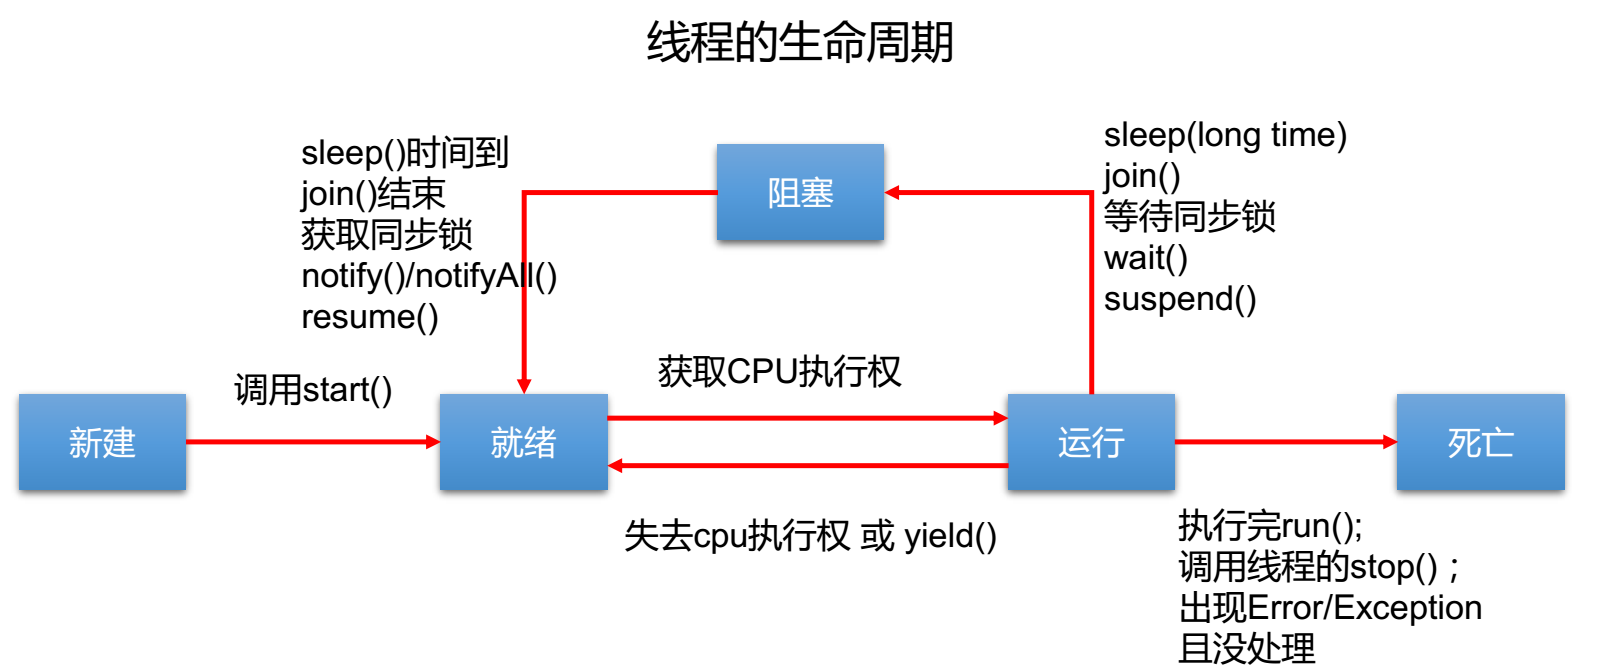 线程的生命周期
sleep()时间到
join()结束
获取同步锁
notify()/notifyAll()
resume()
阻塞
sleep(long time)
join()
等待同步锁
wait()
suspend()
调用start()
获取CPU执行权
新建
就绪
运行
死亡
失去cpu执行权 或 yield()
执行完run();
调用线程的stop()；
出现Error/Exception
且没处理